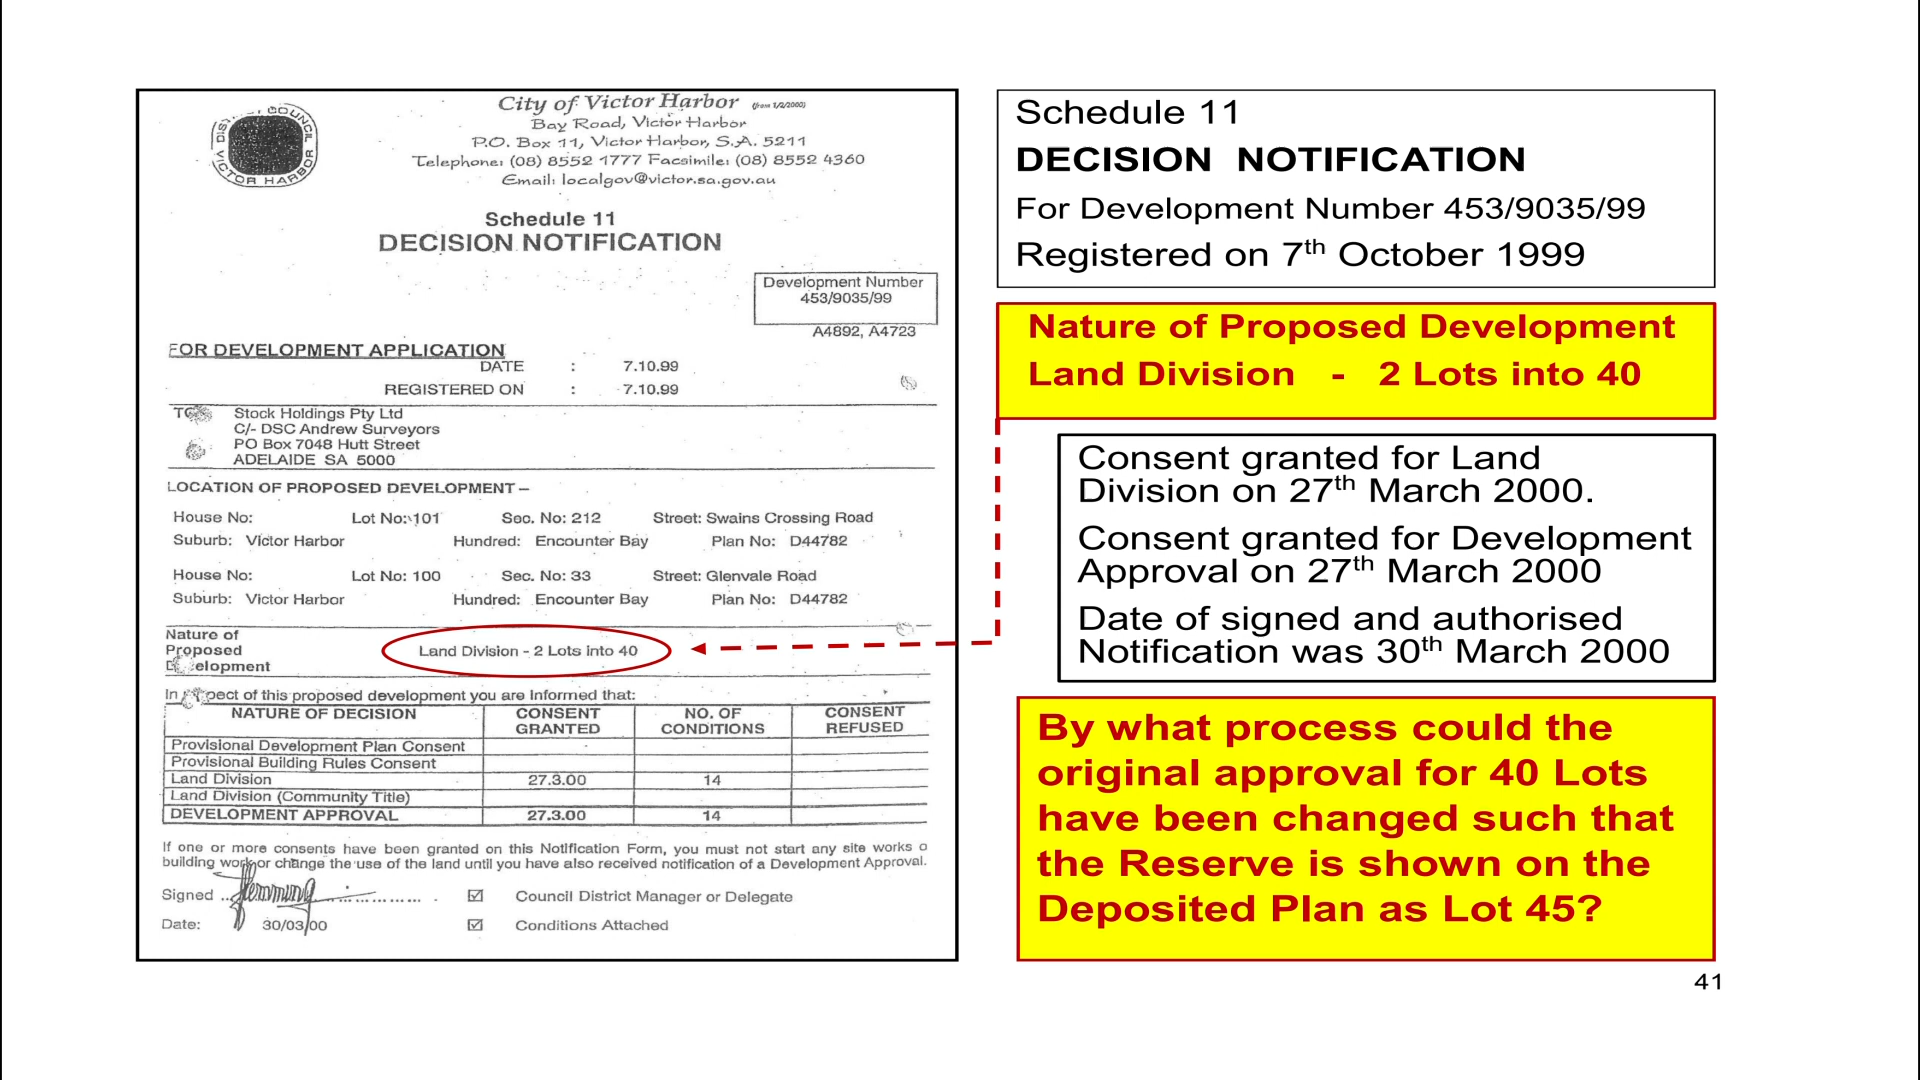 DIS COUNCIL
VICTOR HARBOR
City of Victor Harbor (from 1/2/2000)
Bay Road, Victor Harbor
P.O. Box 11, Victor Harbor, S.A. 5211
Telephone: (08) 8552 1777 Facsimile: (08) 8552 4360
Email: localgov@victor.sa.gov.au
Schedule 11
DECISION NOTIFICATION
Development Number
453/9035/99
A4892, A4723
FOR DEVELOPMENT APPLICATION
DATE : 7.10.99
REGISTERED ON : 7.10.99
Stock Holdings Pty Ltd
C/- DSC Andrew Surveyors
PO Box 7048 Hutt Street
ADELAIDE SA 5000
LOCATION OF PROPOSED DEVELOPMENT –
House No: Lot No: 101 Sec. No: 212 Street: Swains Crossing Road
Suburb: Victor Harbor Hundred: Encounter Bay Plan No: D44782
House No: Lot No: 100 Sec. No: 33 Street: Glenvale Road
Suburb: Victor Harbor Hundred: Encounter Bay Plan No: D44782
Nature of
Proposed Land Division - 2 Lots into 40
elopment
In pect of this proposed development you are informed that:
NATURE OF DECISION CONSENT GRANTED NO. OF CONDITIONS CONSENT REFUSED
Provisional Development Plan Consent
Provisional Building Rules Consent
Land Division 27.3.00 14
Land Division (Community Title)
DEVELOPMENT APPROVAL 27.3.00 14
If one or more consents have been granted on this Notification Form, you must not start any site works o
building work or change the use of the land until you have also received notification of a Development Approval.
Signed ☑ Council District Manager or Delegate
Date: 30/03/00 ☑ Conditions Attached
Schedule 11
DECISION NOTIFICATION
For Development Number 453/9035/99
Registered on 7th October 1999
Nature of Proposed Development
Land Division - 2 Lots into 40
Consent granted for Land
Division on 27th March 2000.
Consent granted for Development
Approval on 27th March 2000
Date of signed and authorised
Notification was 30th March 2000
By what process could the
original approval for 40 Lots
have been changed such that
the Reserve is shown on the
Deposited Plan as Lot 45?
41